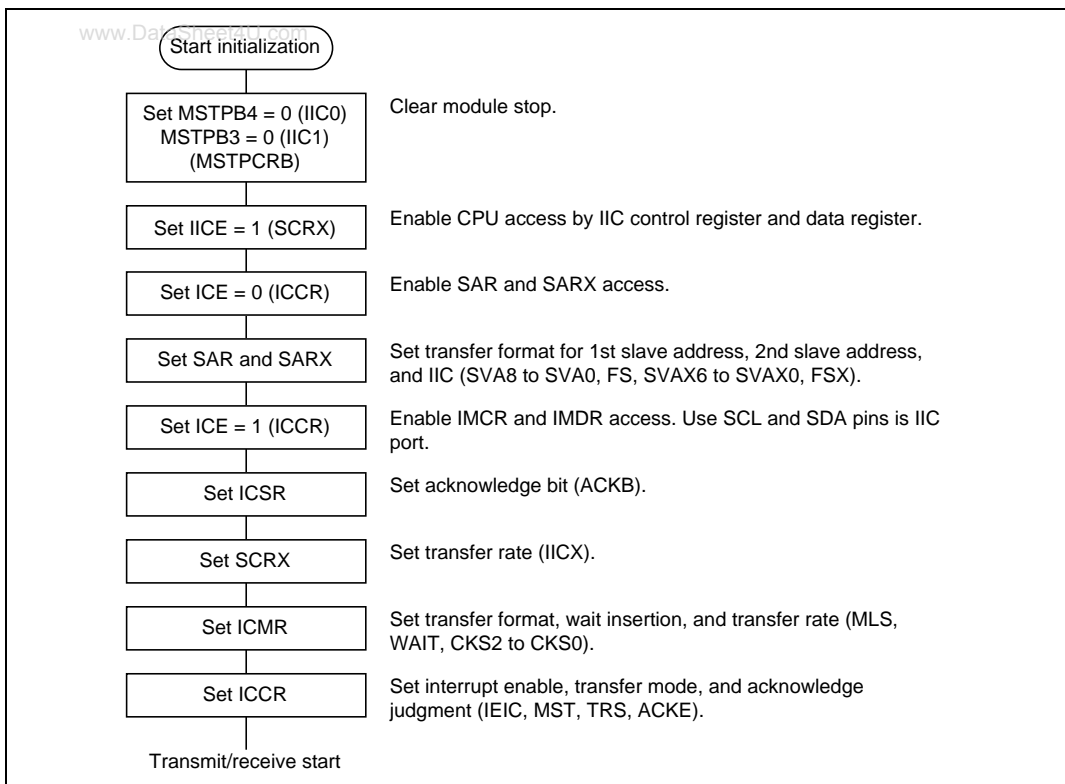 www.DataSheet4U.com
Start initialization
Set MSTPB4 = 0 (IIC0)
MSTPB3 = 0 (IIC1)
(MSTPCRB)
Clear module stop.
Set IICE = 1 (SCRX)
Enable CPU access by IIC control register and data register.
Set ICE = 0 (ICCR)
Enable SAR and SARX access.
Set SAR and SARX
Set transfer format for 1st slave address, 2nd slave address,
and IIC (SVA8 to SVA0, FS, SVAX6 to SVAX0, FSX).
Set ICE = 1 (ICCR)
Enable IMCR and IMDR access. Use SCL and SDA pins is IIC
port.
Set ICSR
Set acknowledge bit (ACKB).
Set SCRX
Set transfer rate (IICX).
Set ICMR
Set transfer format, wait insertion, and transfer rate (MLS,
WAIT, CKS2 to CKS0).
Set ICCR
Set interrupt enable, transfer mode, and acknowledge
judgment (IEIC, MST, TRS, ACKE).
Transmit/receive start